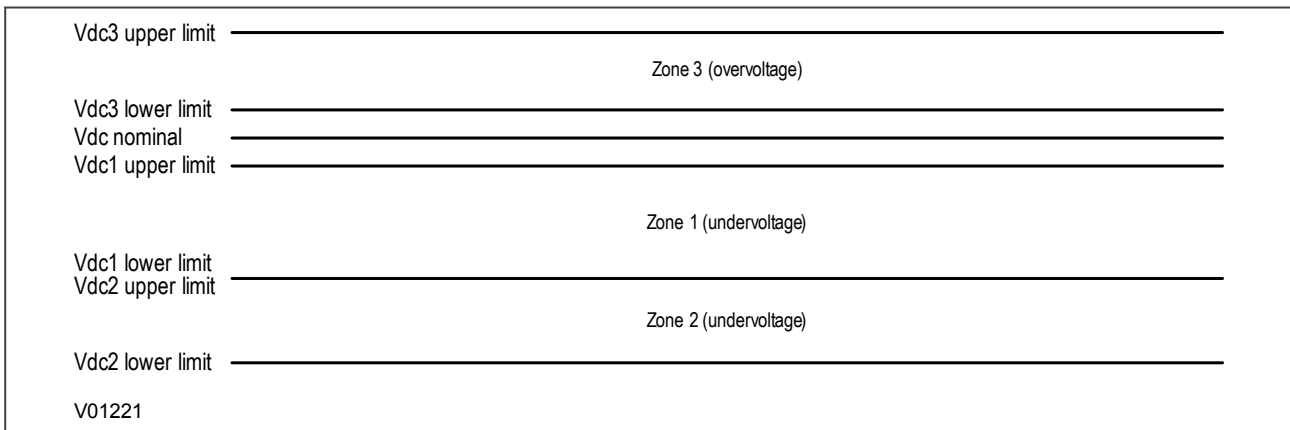 Vdc3 upper limit
Zone 3 (overvoltage)
Vdc3 lower limit
Vdc nominal
Vdc1 upper limit
Zone 1 (undervoltage)
Vdc1 lower limit
Vdc2 upper limit
Zone 2 (undervoltage)
Vdc2 lower limit
V01221